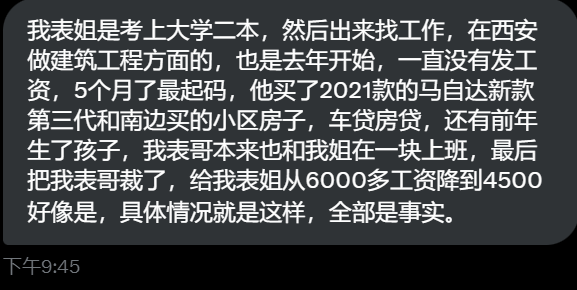 我表姐是考上大学二本，然后出来找工作，在西安
做建筑工程方面的，也是去年开始，一直没有发工
资，5个月了最起码，他买了2021款的马自达新款
第三代和南边买的小区房子，车贷房贷，还有前年
生了孩子，我表哥本来也和我姐在一块上班，最后
把我表哥裁了，给我表姐从6000多工资降到4500
好像是，具体情况就是这样，全部是事实。
下午9:45